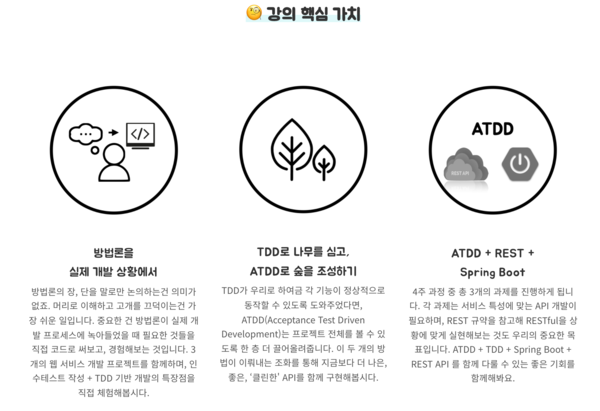 강의 핵심 가치
</>
ATDD
REST API
방법론을
실제 개발 상황에서
방법론의 장, 단을 말로만 논의하는건 의미가
없죠. 머리로 이해하고 고개를 끄덕이는건 가
장 쉬운 일입니다. 중요한 건 방법론이 실제 개
발 프로세스에 녹아들었을 때 필요한 것들을
직접 코드로 써보고, 경험해보는 것입니다. 3
개의 웹 서비스 개발 프로젝트를 함께하며, 인
수테스트 작성 + TDD 기반 개발의 특장점을
직접 체험해봅시다.
TDD로 나무를 심고,
ATDD로 숲을 조성하기
TDD가 우리로 하여금 각 기능이 정상적으로
동작할 수 있도록 도와주었다면,
ATDD(Acceptance Test Driven
Development)는 프로젝트 전체를 볼 수 있
도록 한 층 더 끌어올려줍니다. 이 두 개의 방
법이 이뤄내는 조화를 통해 지금보다 더 나은,
좋은, ‘클린한’ API를 함께 구현해봅시다.
ATDD + REST +
Spring Boot
4주 과정 중 총 3개의 과제를 진행하게 됩니
다. 각 과제는 서비스 특성에 맞는 API 개발이
필요하며, REST 규약을 참고해 RESTful을 상
황에 맞게 실현해보는 것도 우리의 중요한 목
표입니다. ATDD + TDD + Spring Boot +
REST API 를 함께 다룰 수 있는 좋은 기회를
함께해봐요.